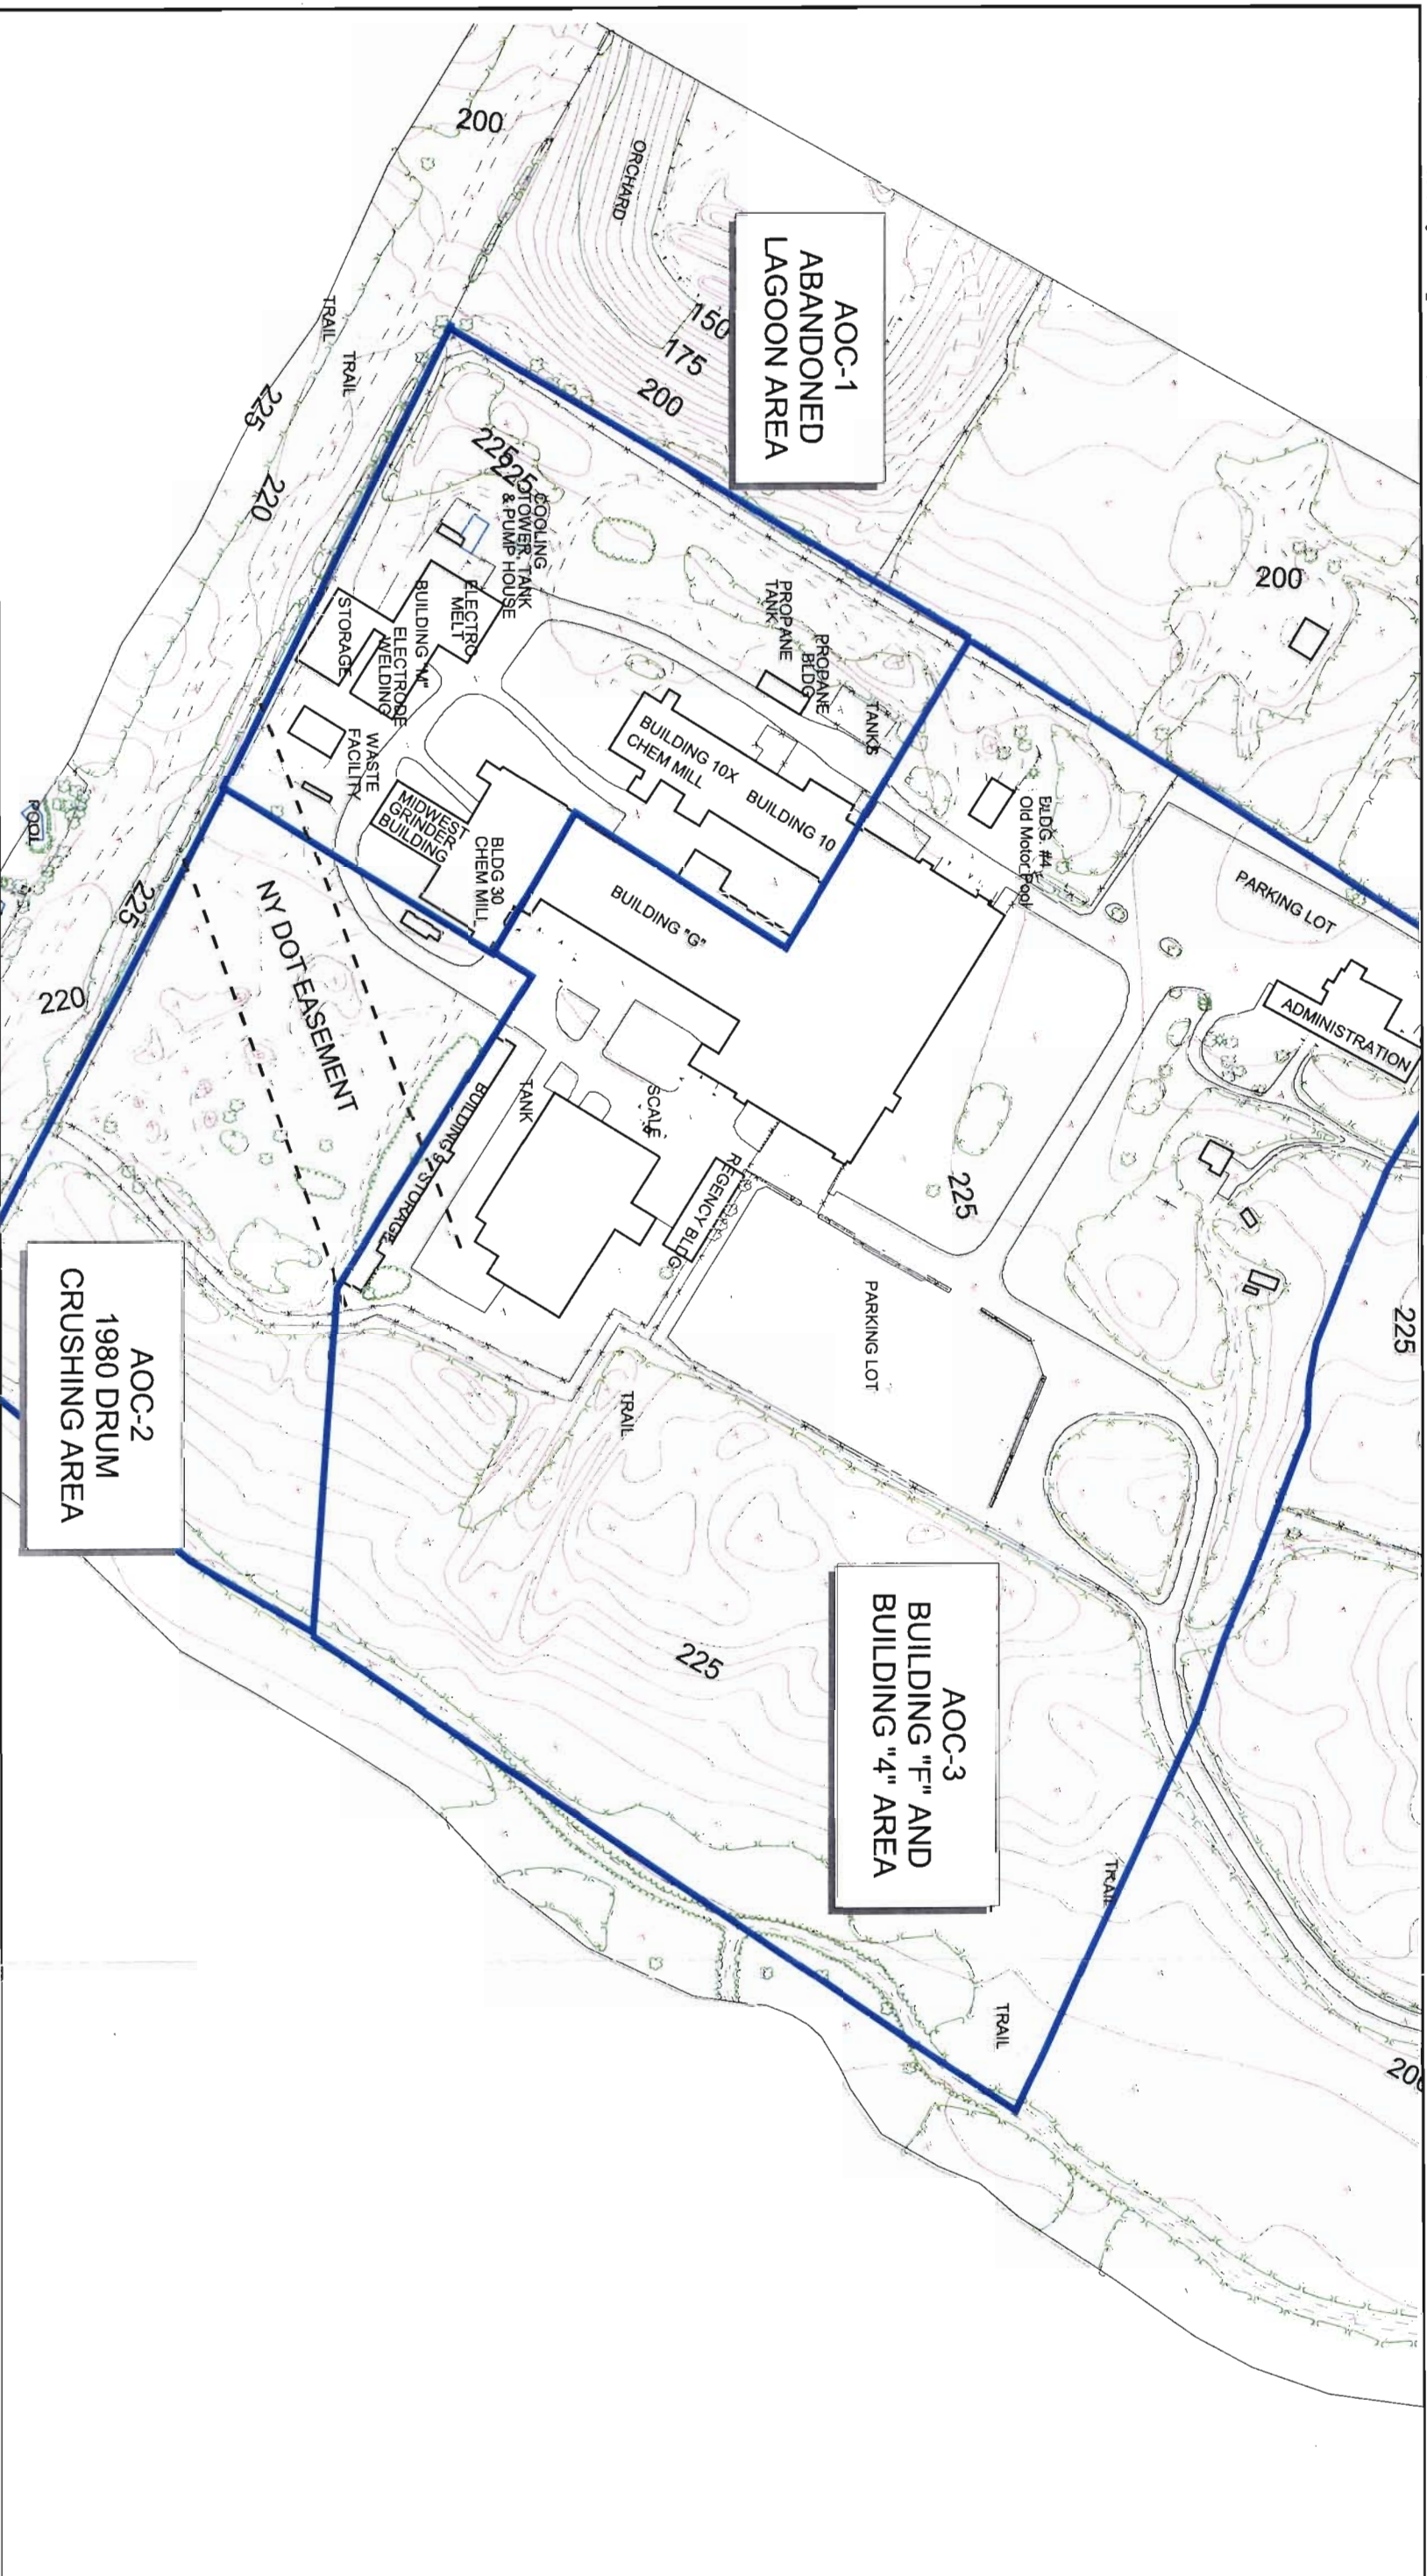 200
ORCHARD
AOC-1
ABANDONED
LAGOON AREA
150
175
200
TRAIL
TRAIL
225
220
225
225
COOLING
TOWER, TANK
& PUMP HOUSE
ELECTRO
MELT
BUILDING "M"
ELECTRODE
WELDING
STORAGE
WASTE
FACILITY
PROPANE
TANK
PROPANE
BLDG
TANKS
BUILDING 10X
CHEM MILL
BUILDING 10
BLDG. #4
Old Motor Pool
200
PARKING LOT
ADMINISTRATION
MIDWEST
GRINDER
BUILDING
BLDG 30
CHEM MILL
BUILDING "G"
POOL
225
220
NY DOT EASEMENT
TANK
SCALE
BUILDING 9 / STORAGE
REGENCY BLDG
225
PARKING LOT
225
TRAIL
AOC-2
1980 DRUM
CRUSHING AREA
AOC-3
BUILDING "F" AND
BUILDING "4" AREA
225
TRAIL
TRAIL
200